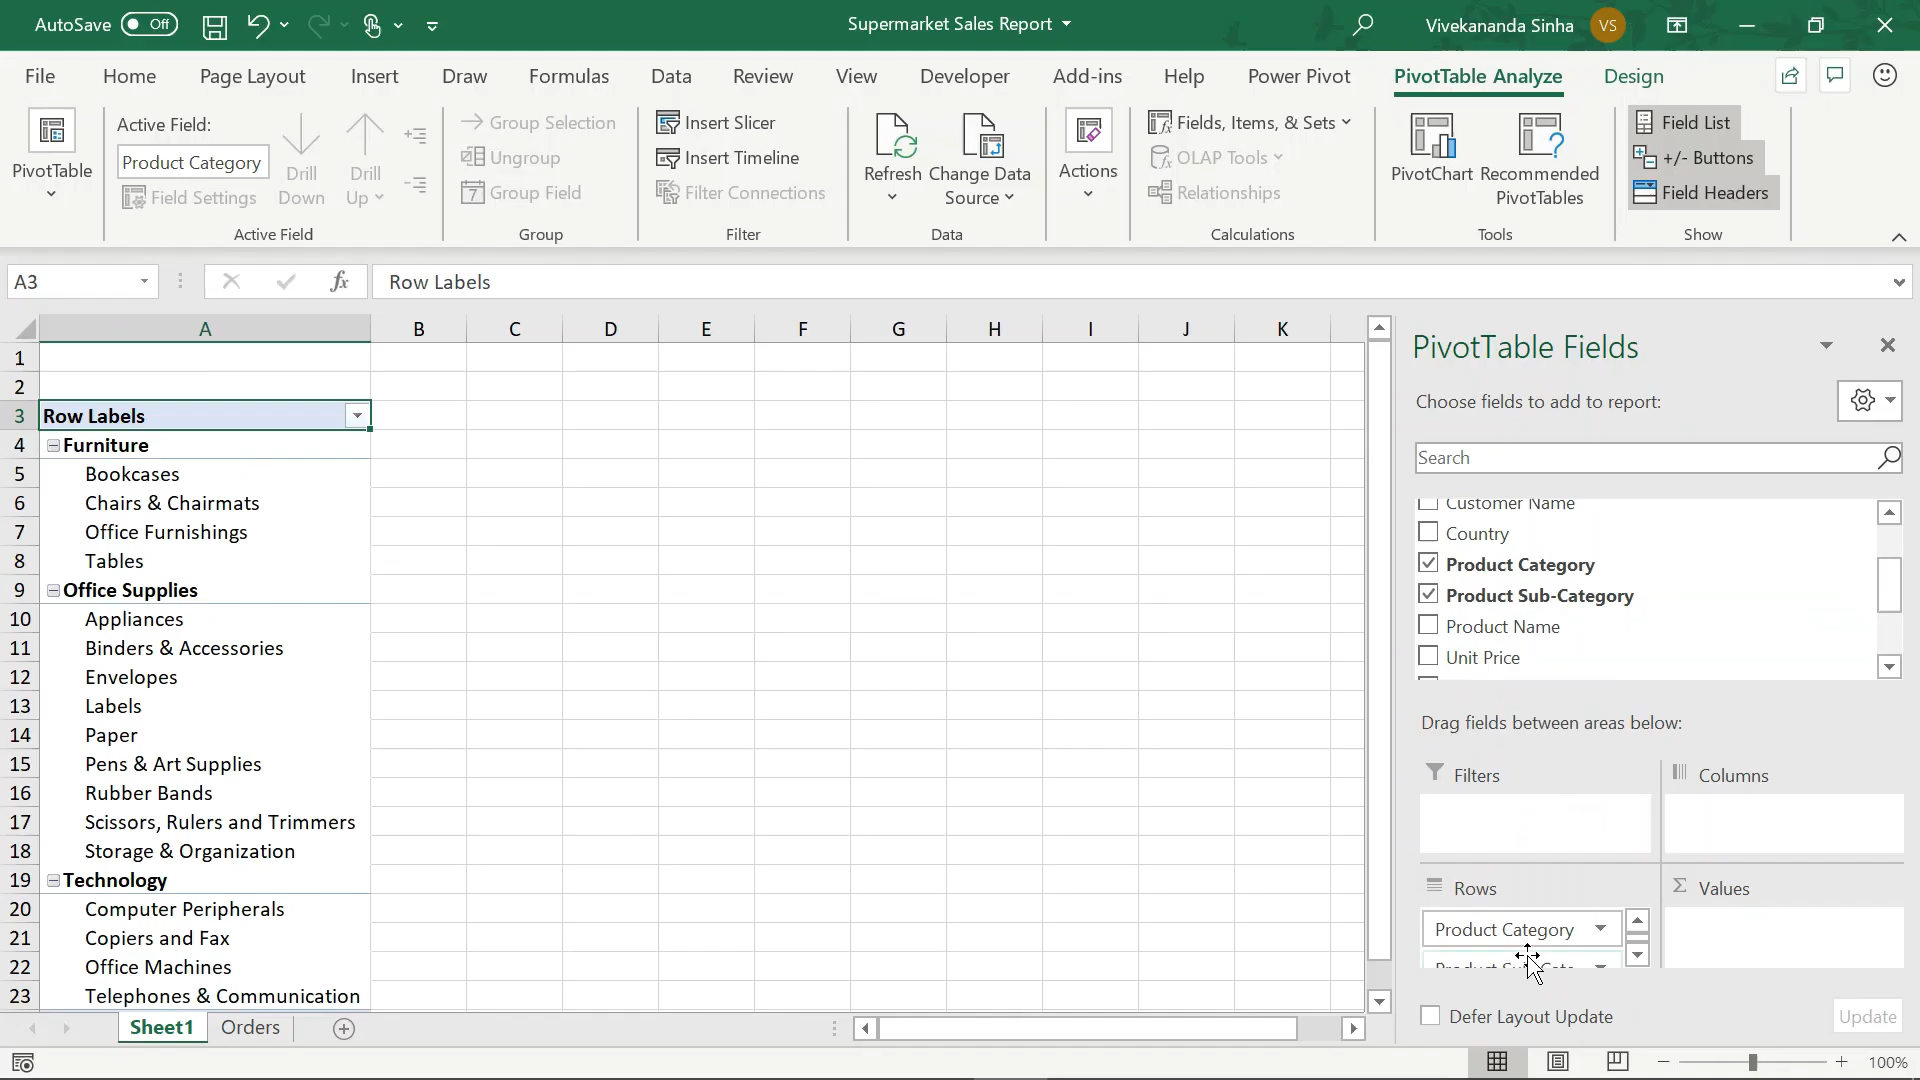 AutoSave Off Supermarket Sales Report Vivekananda Sinha VS
File Home Page Layout Insert Draw Formulas Data Review View Developer Add-ins Help Power Pivot PivotTable Analyze Design
PivotTable
Active Field:
Product Category
Field Settings
Drill Down
Drill Up
Active Field
Group Selection
Ungroup
7 Group Field
Group
Insert Slicer
Insert Timeline
Filter Connections
Filter
Refresh
Change Data Source
Data
Actions
Fields, Items, & Sets
OLAP Tools
Relationships
Calculations
PivotChart
Recommended PivotTables
Tools
Field List
+/- Buttons
Field Headers
Show
A3 fx Row Labels
A B C D E F G H I J K
1
2
3 Row Labels
4 Furniture
5 Bookcases
6 Chairs & Chairmats
7 Office Furnishings
8 Tables
9 Office Supplies
10 Appliances
11 Binders & Accessories
12 Envelopes
13 Labels
14 Paper
15 Pens & Art Supplies
16 Rubber Bands
17 Scissors, Rulers and Trimmers
18 Storage & Organization
19 Technology
20 Computer Peripherals
21 Copiers and Fax
22 Office Machines
23 Telephones & Communication
Sheet1 Orders
PivotTable Fields
Choose fields to add to report:
Search
Customer Name
Country
Product Category
Product Sub-Category
Product Name
Unit Price
Drag fields between areas below:
Filters
Columns
Rows
Σ Values
Product Category
Defer Layout Update Update
100%